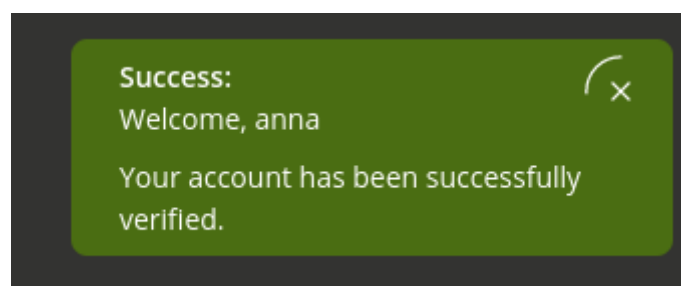 Success:
Welcome, anna
Your account has been successfully
verified.